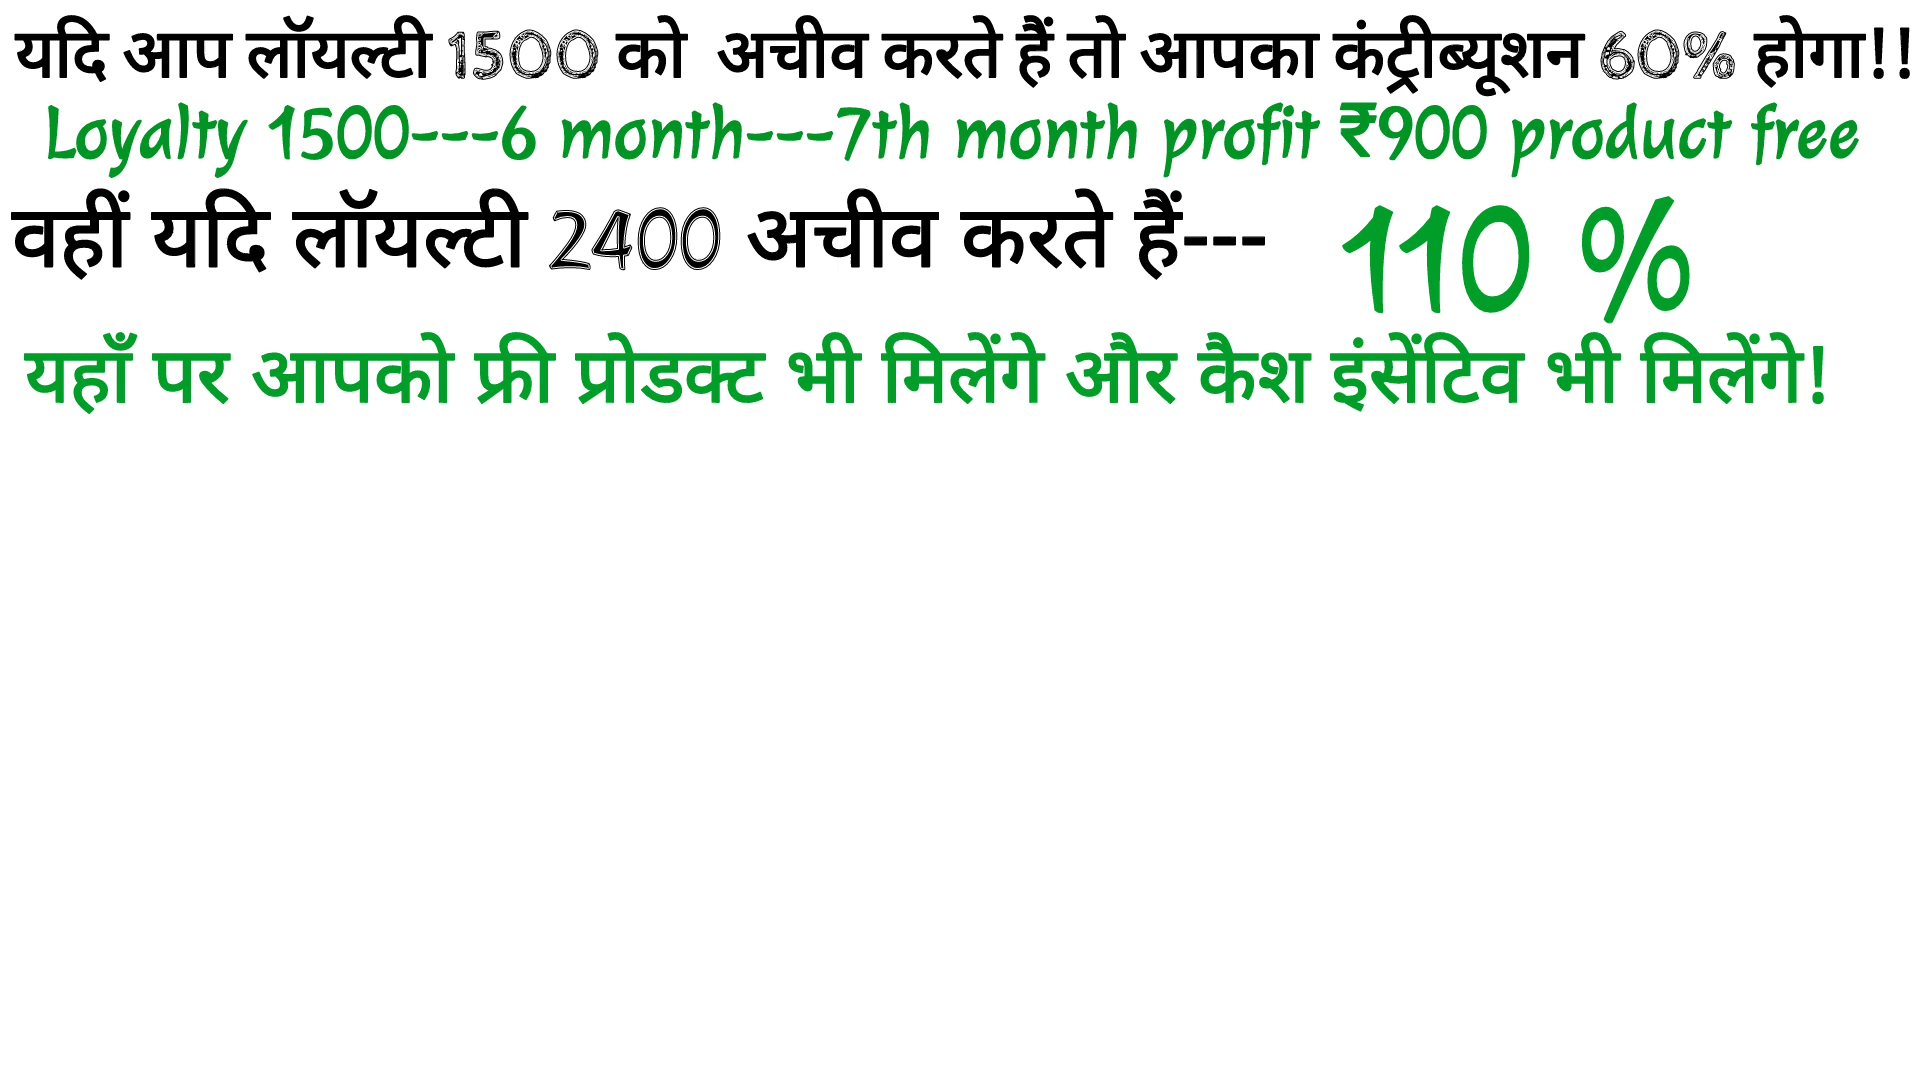 यदि आप लॉयल्टी 1500 को अचीव करते हैं तो आपका कंट्रीब्यूशन 60% होगा!!
Loyalty 1500---6 month---7th month profit ₹900 product free
वहीं यदि लॉयल्टी 2400 अचीव करते हैं--- 110 %
यहाँ पर आपको फ्री प्रोडक्ट भी मिलेंगे और कैश इंसेंटिव भी मिलेंगे!